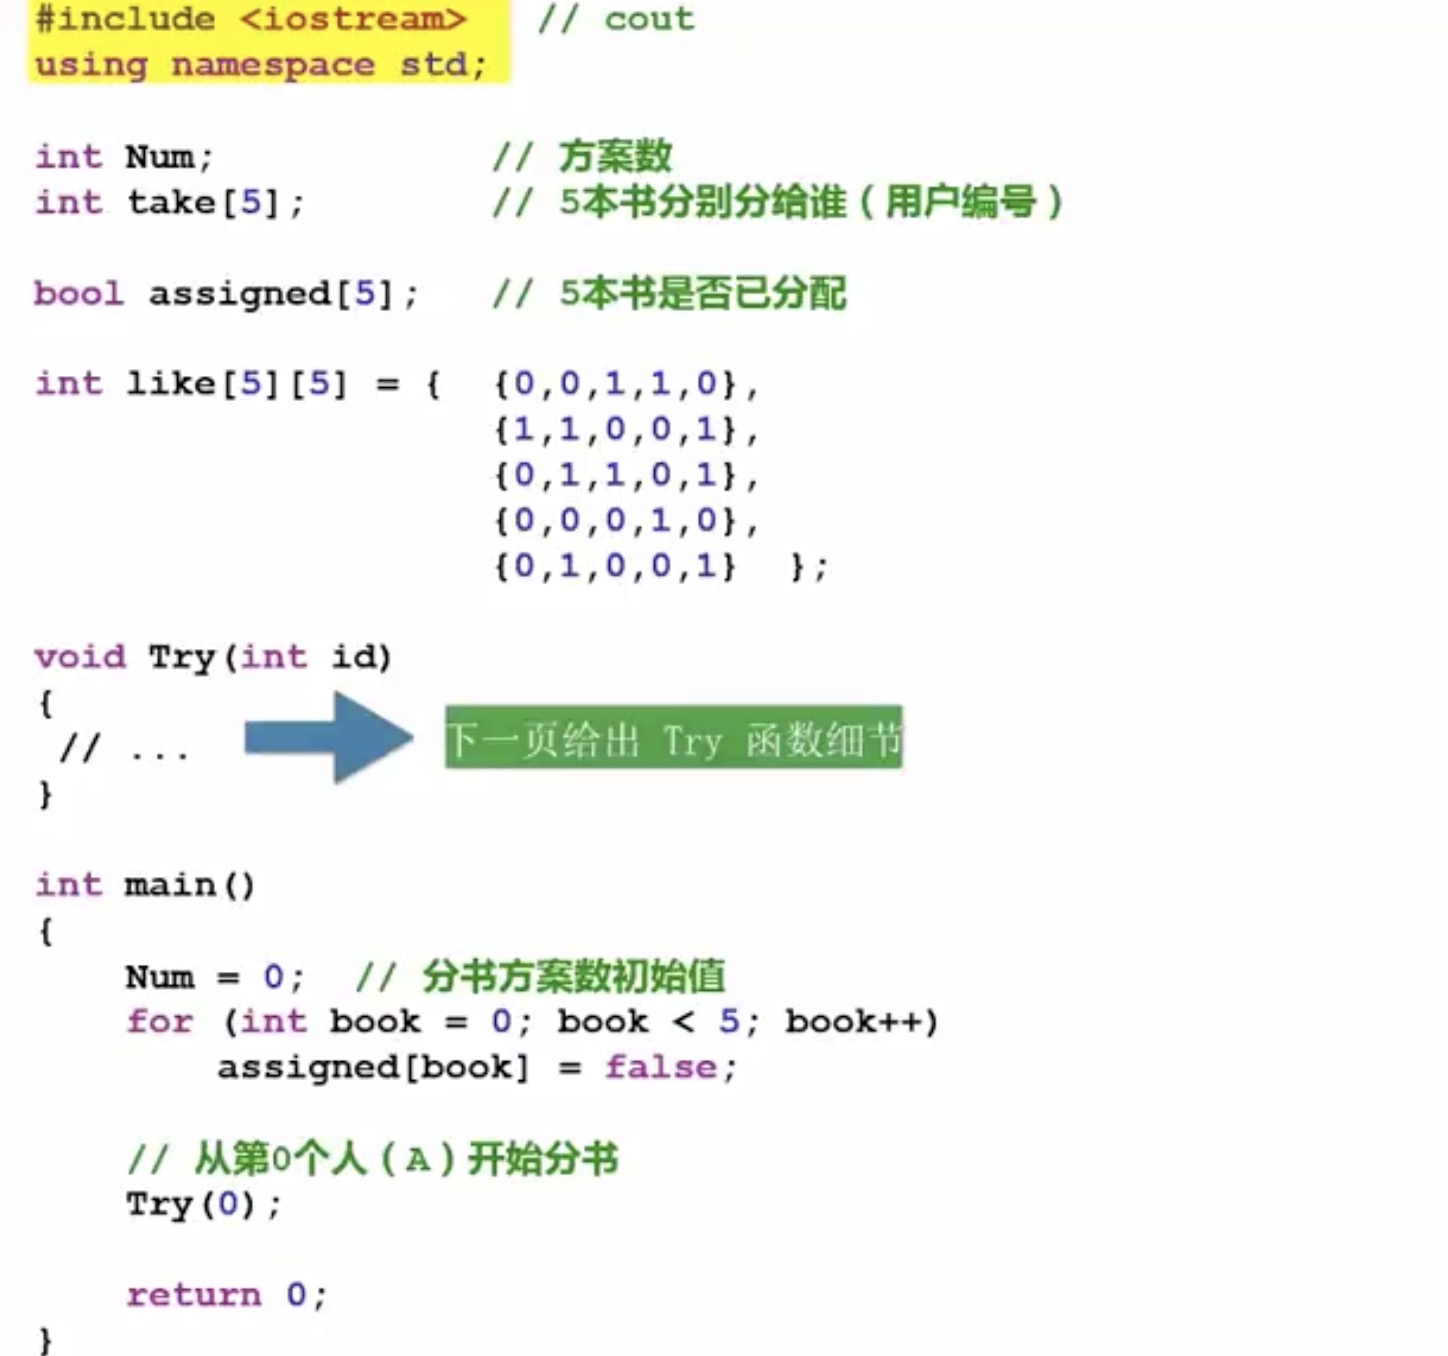 #include <iostream>   // cout
using namespace std;
int Num;            // 方案数
int take[5];        // 5本书分别分给谁（用户编号）
bool assigned[5];   // 5本书是否已分配
int like[5][5] = {  {0,0,1,1,0},
{1,1,0,0,1},
{0,1,1,0,1},
{0,0,0,1,0},
{0,1,0,0,1}  };
void Try(int id)
{
// ...   下一页给出 Try 函数细节
}
int main()
{
Num = 0;  // 分书方案数初始值
for (int book = 0; book < 5; book++)
assigned[book] = false;
// 从第0个人（A）开始分书
Try(0);
return 0;
}